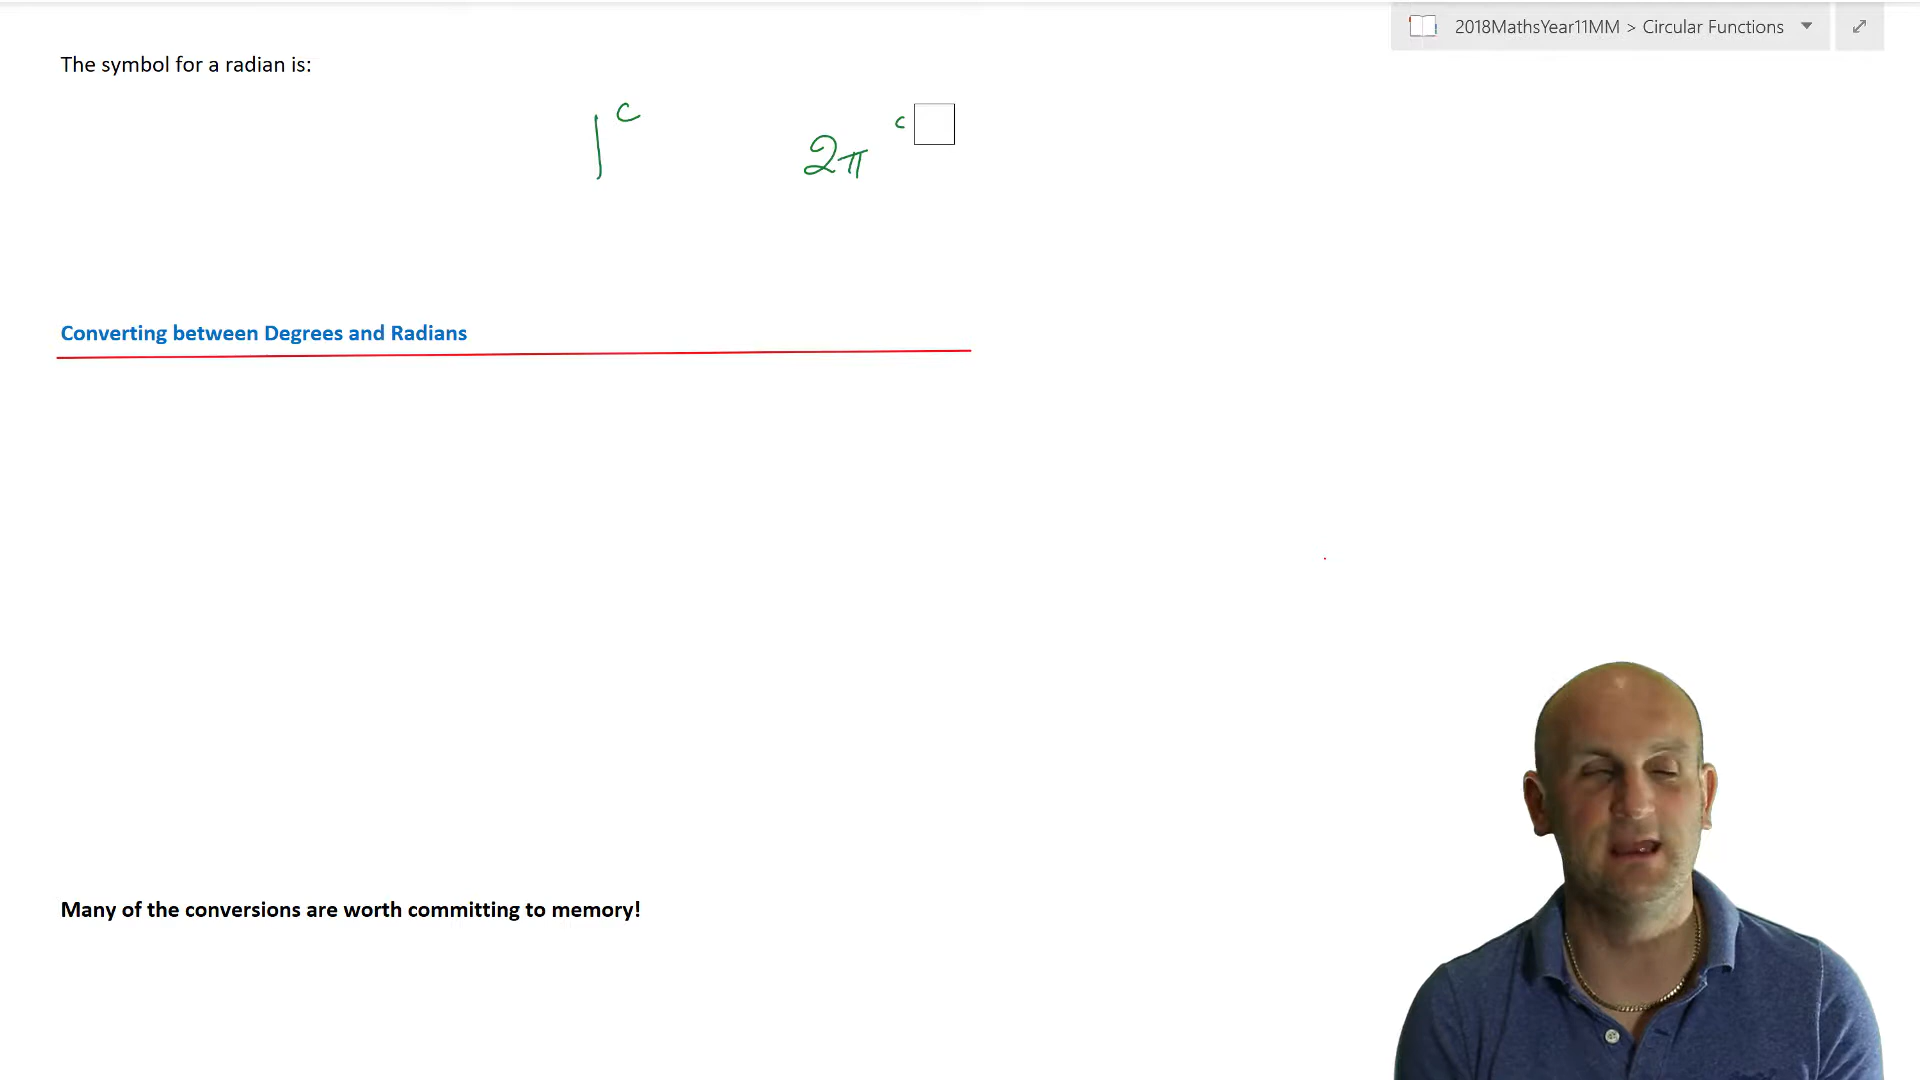 2018MathsYear11MM > Circular Functions
The symbol for a radian is:
1ᶜ 2π ᶜ
Converting between Degrees and Radians
Many of the conversions are worth committing to memory!